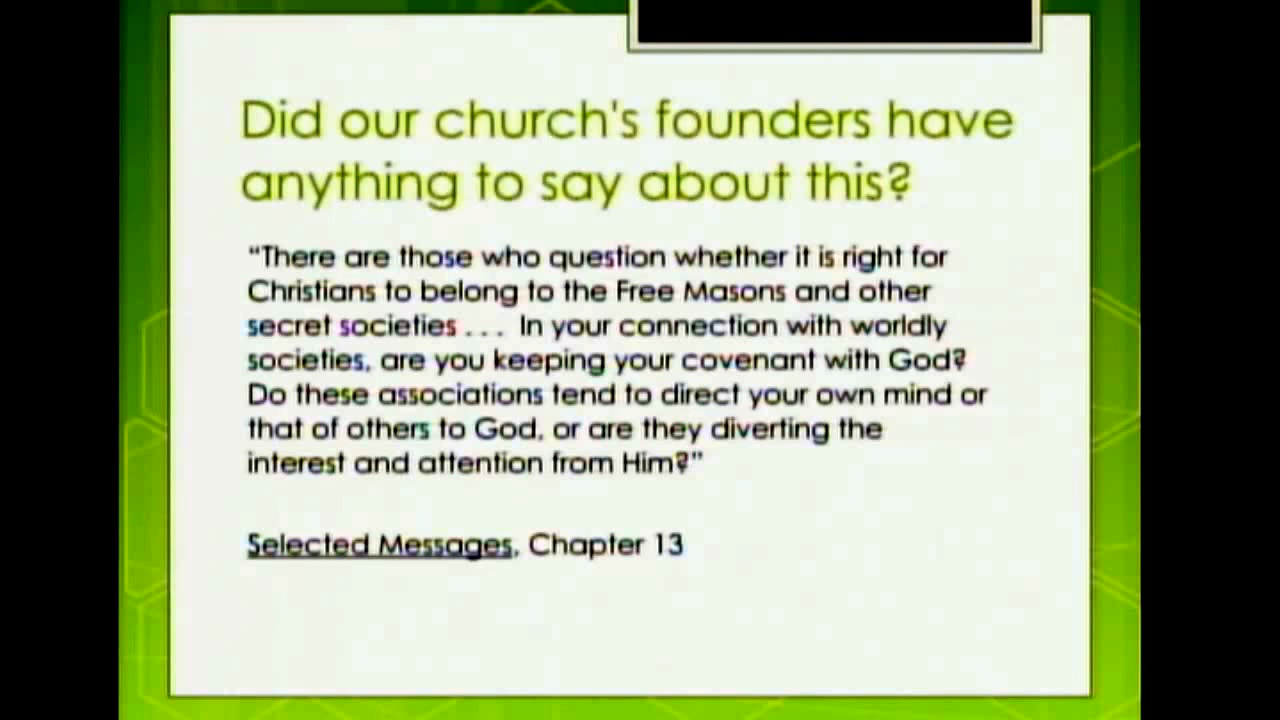 Did our church's founders have
anything to say about this?
“There are those who question whether it is right for
Christians to belong to the Free Masons and other
secret societies . . . In your connection with worldly
societies, are you keeping your covenant with God?
Do these associations tend to direct your own mind or
that of others to God, or are they diverting the
interest and attention from Him?”
Selected Messages, Chapter 13